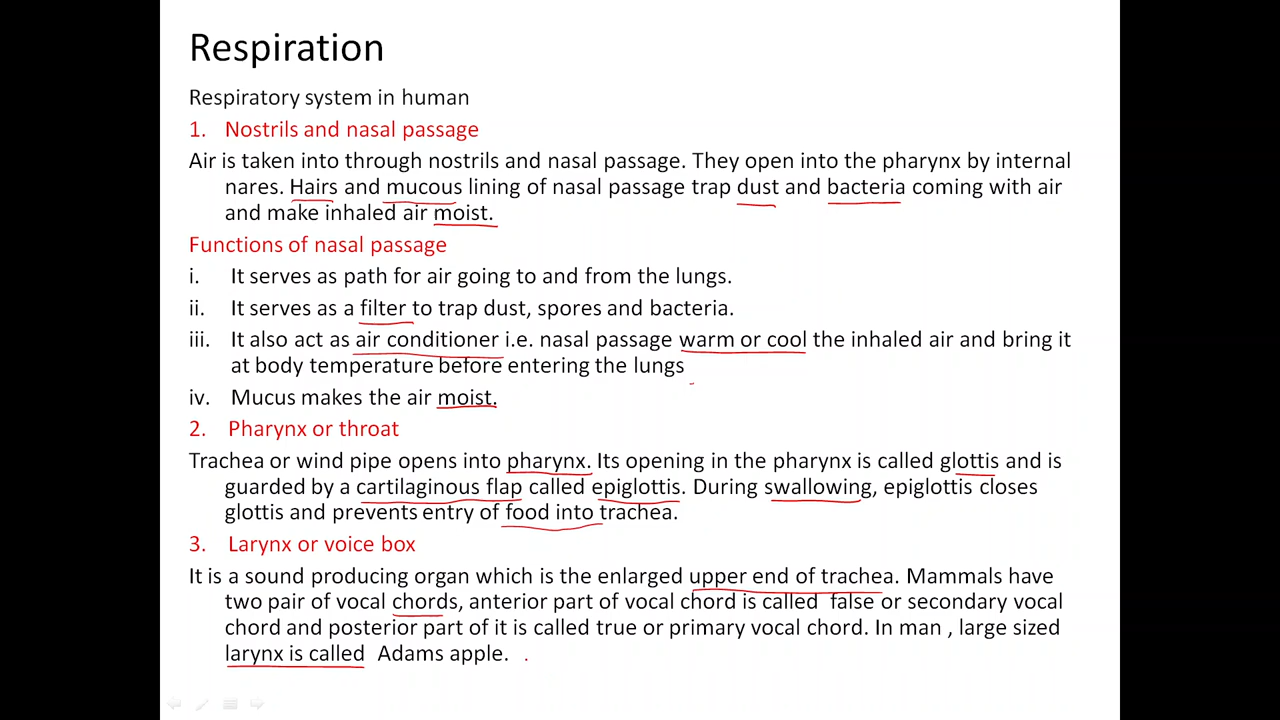 Respiration
Respiratory system in human
1. Nostrils and nasal passage
Air is taken into through nostrils and nasal passage. They open into the pharynx by internal
nares. Hairs and mucous lining of nasal passage trap dust and bacteria coming with air
and make inhaled air moist.
Functions of nasal passage
i. It serves as path for air going to and from the lungs.
ii. It serves as a filter to trap dust, spores and bacteria.
iii. It also act as air conditioner i.e. nasal passage warm or cool the inhaled air and bring it
at body temperature before entering the lungs
iv. Mucus makes the air moist.
2. Pharynx or throat
Trachea or wind pipe opens into pharynx. Its opening in the pharynx is called glottis and is
guarded by a cartilaginous flap called epiglottis. During swallowing, epiglottis closes
glottis and prevents entry of food into trachea.
3. Larynx or voice box
It is a sound producing organ which is the enlarged upper end of trachea. Mammals have
two pair of vocal chords, anterior part of vocal chord is called false or secondary vocal
chord and posterior part of it is called true or primary vocal chord. In man , large sized
larynx is called Adams apple.